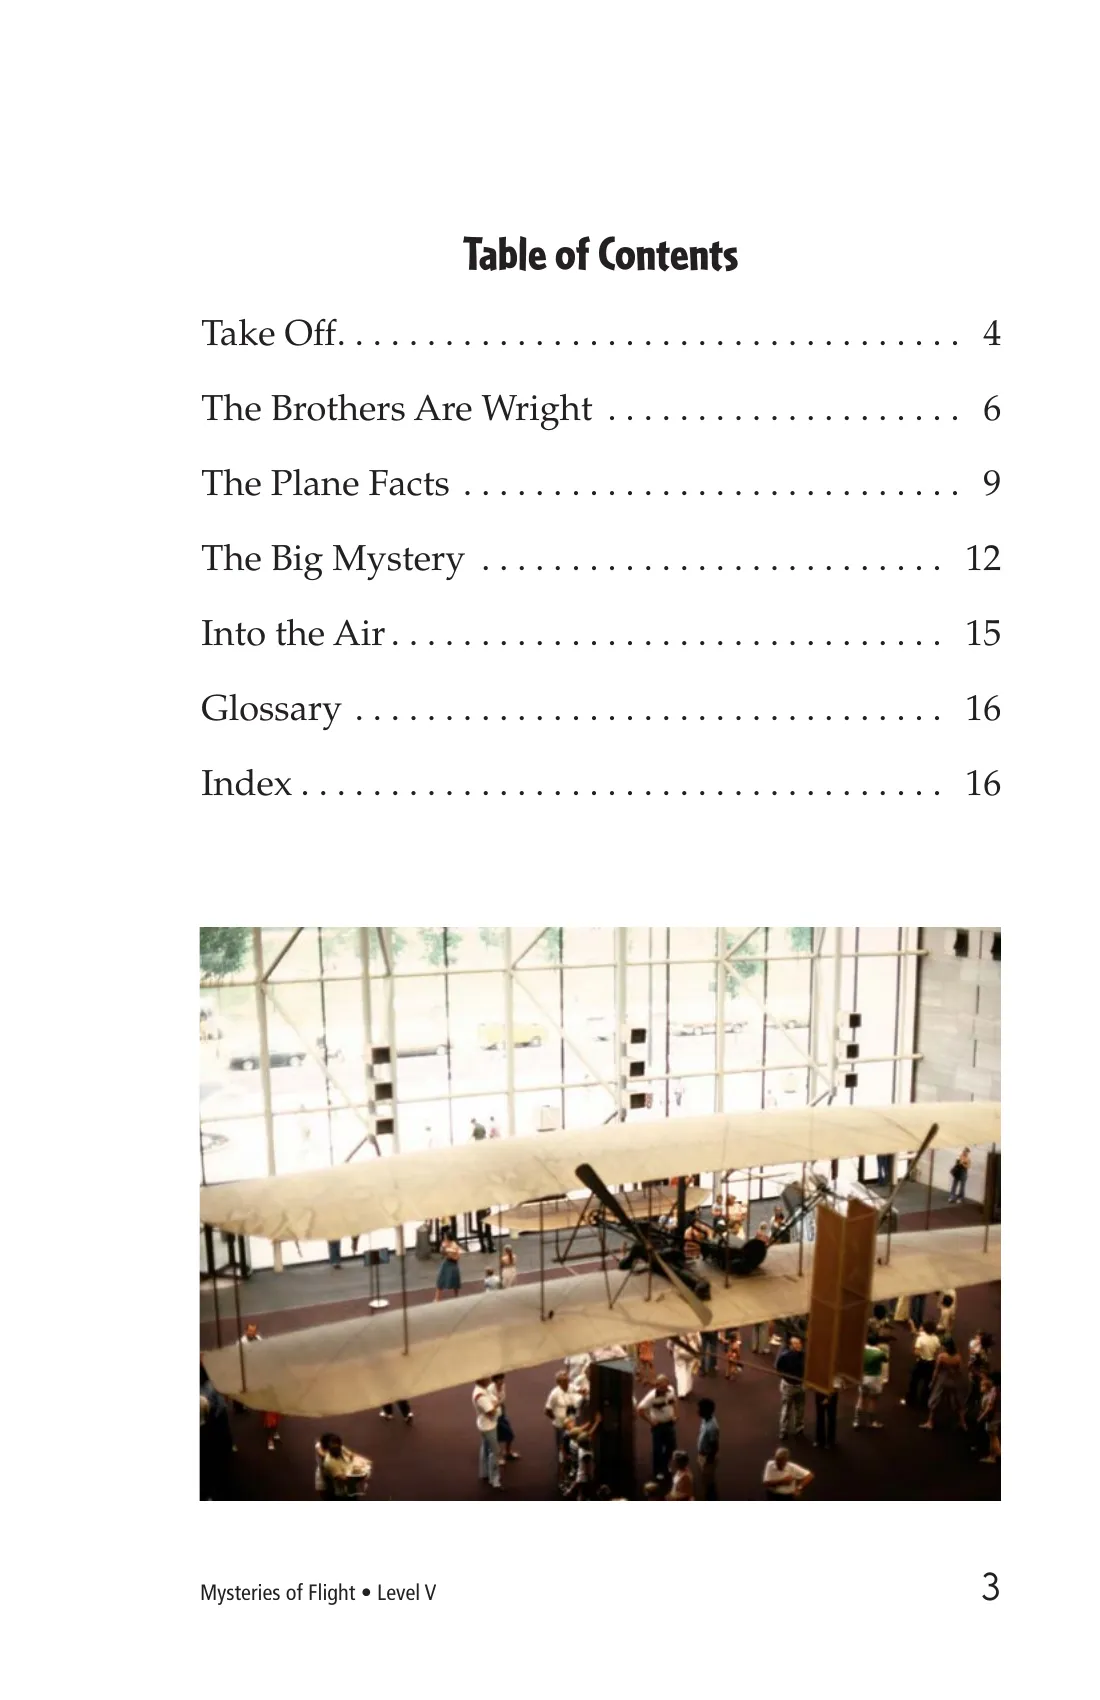 Table of Contents
Take Off. . . . . . . . . . . . . . . . . . . . . . . . . . . . . . . . . . . 4
The Brothers Are Wright . . . . . . . . . . . . . . . . . . . . 6
The Plane Facts . . . . . . . . . . . . . . . . . . . . . . . . . . . . 9
The Big Mystery . . . . . . . . . . . . . . . . . . . . . . . . . . 12
Into the Air . . . . . . . . . . . . . . . . . . . . . . . . . . . . . . . 15
Glossary . . . . . . . . . . . . . . . . . . . . . . . . . . . . . . . . . 16
Index . . . . . . . . . . . . . . . . . . . . . . . . . . . . . . . . . . . . 16
Mysteries of Flight • Level V 3